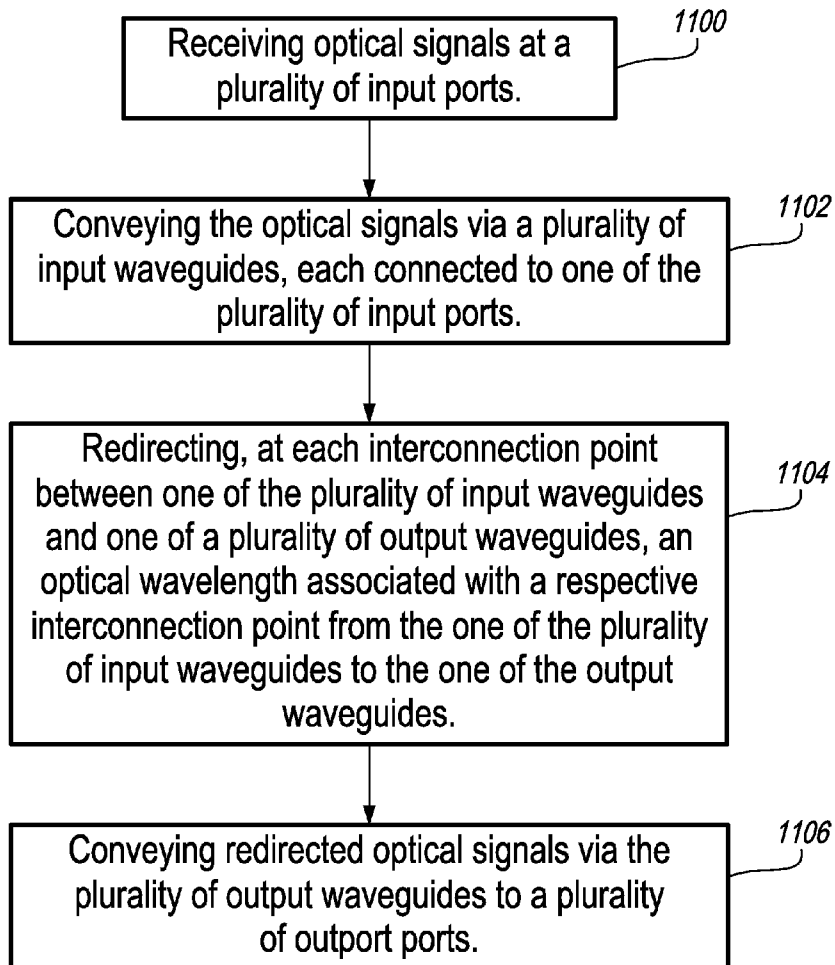 1100
Receiving optical signals at a
plurality of input ports.
1102
Conveying the optical signals via a plurality of
input waveguides, each connected to one of the
plurality of input ports.
1104
Redirecting, at each interconnection point
between one of the plurality of input waveguides
and one of a plurality of output waveguides, an
optical wavelength associated with a respective
interconnection point from the one of the plurality
of input waveguides to the one of the output
waveguides.
1106
Conveying redirected optical signals via the
plurality of output waveguides to a plurality
of outport ports.